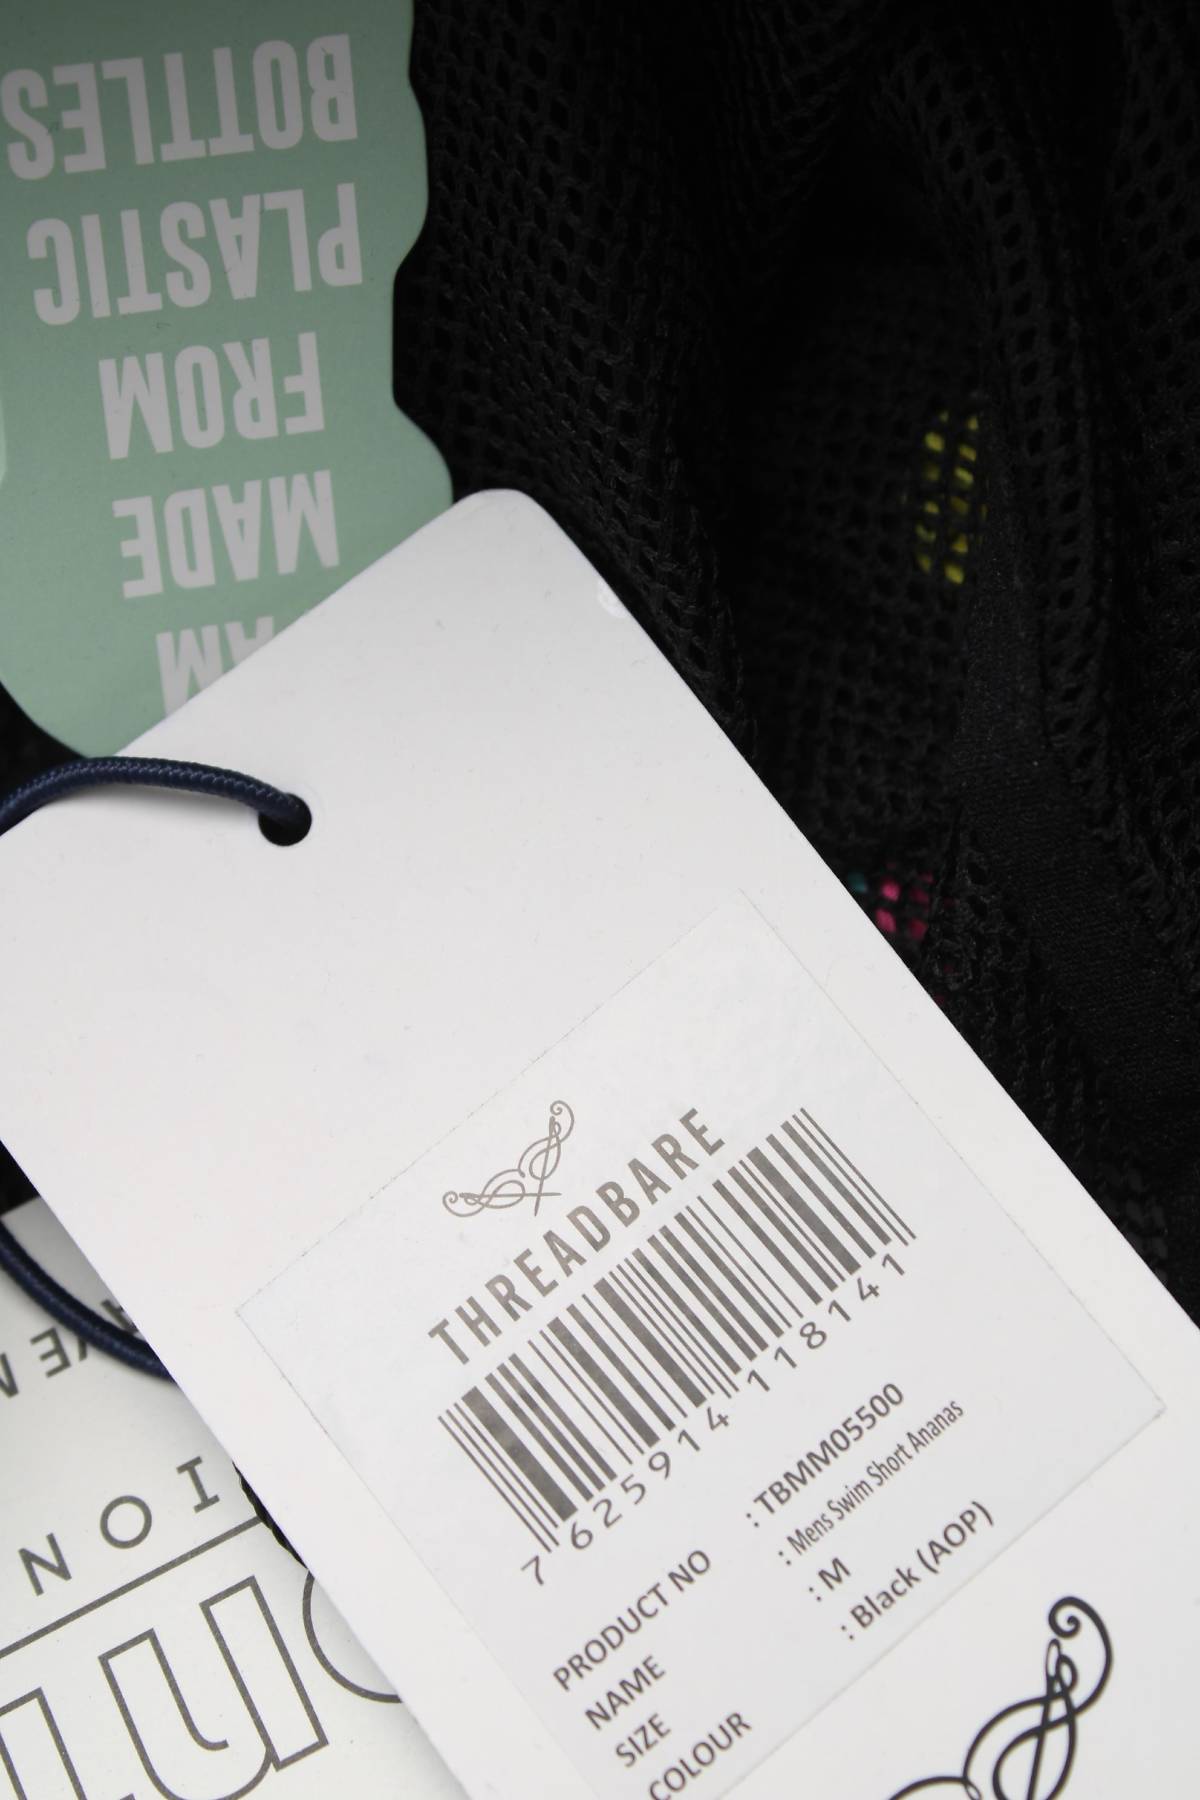 AM
MADE
FROM
PLASTIC
BOTTLES
THREADBARE
7 625914 118141
PRODUCT NO : TBMM05500
NAME : Mens Swim Short Ananas
SIZE : M
COLOUR : Black (AOP)